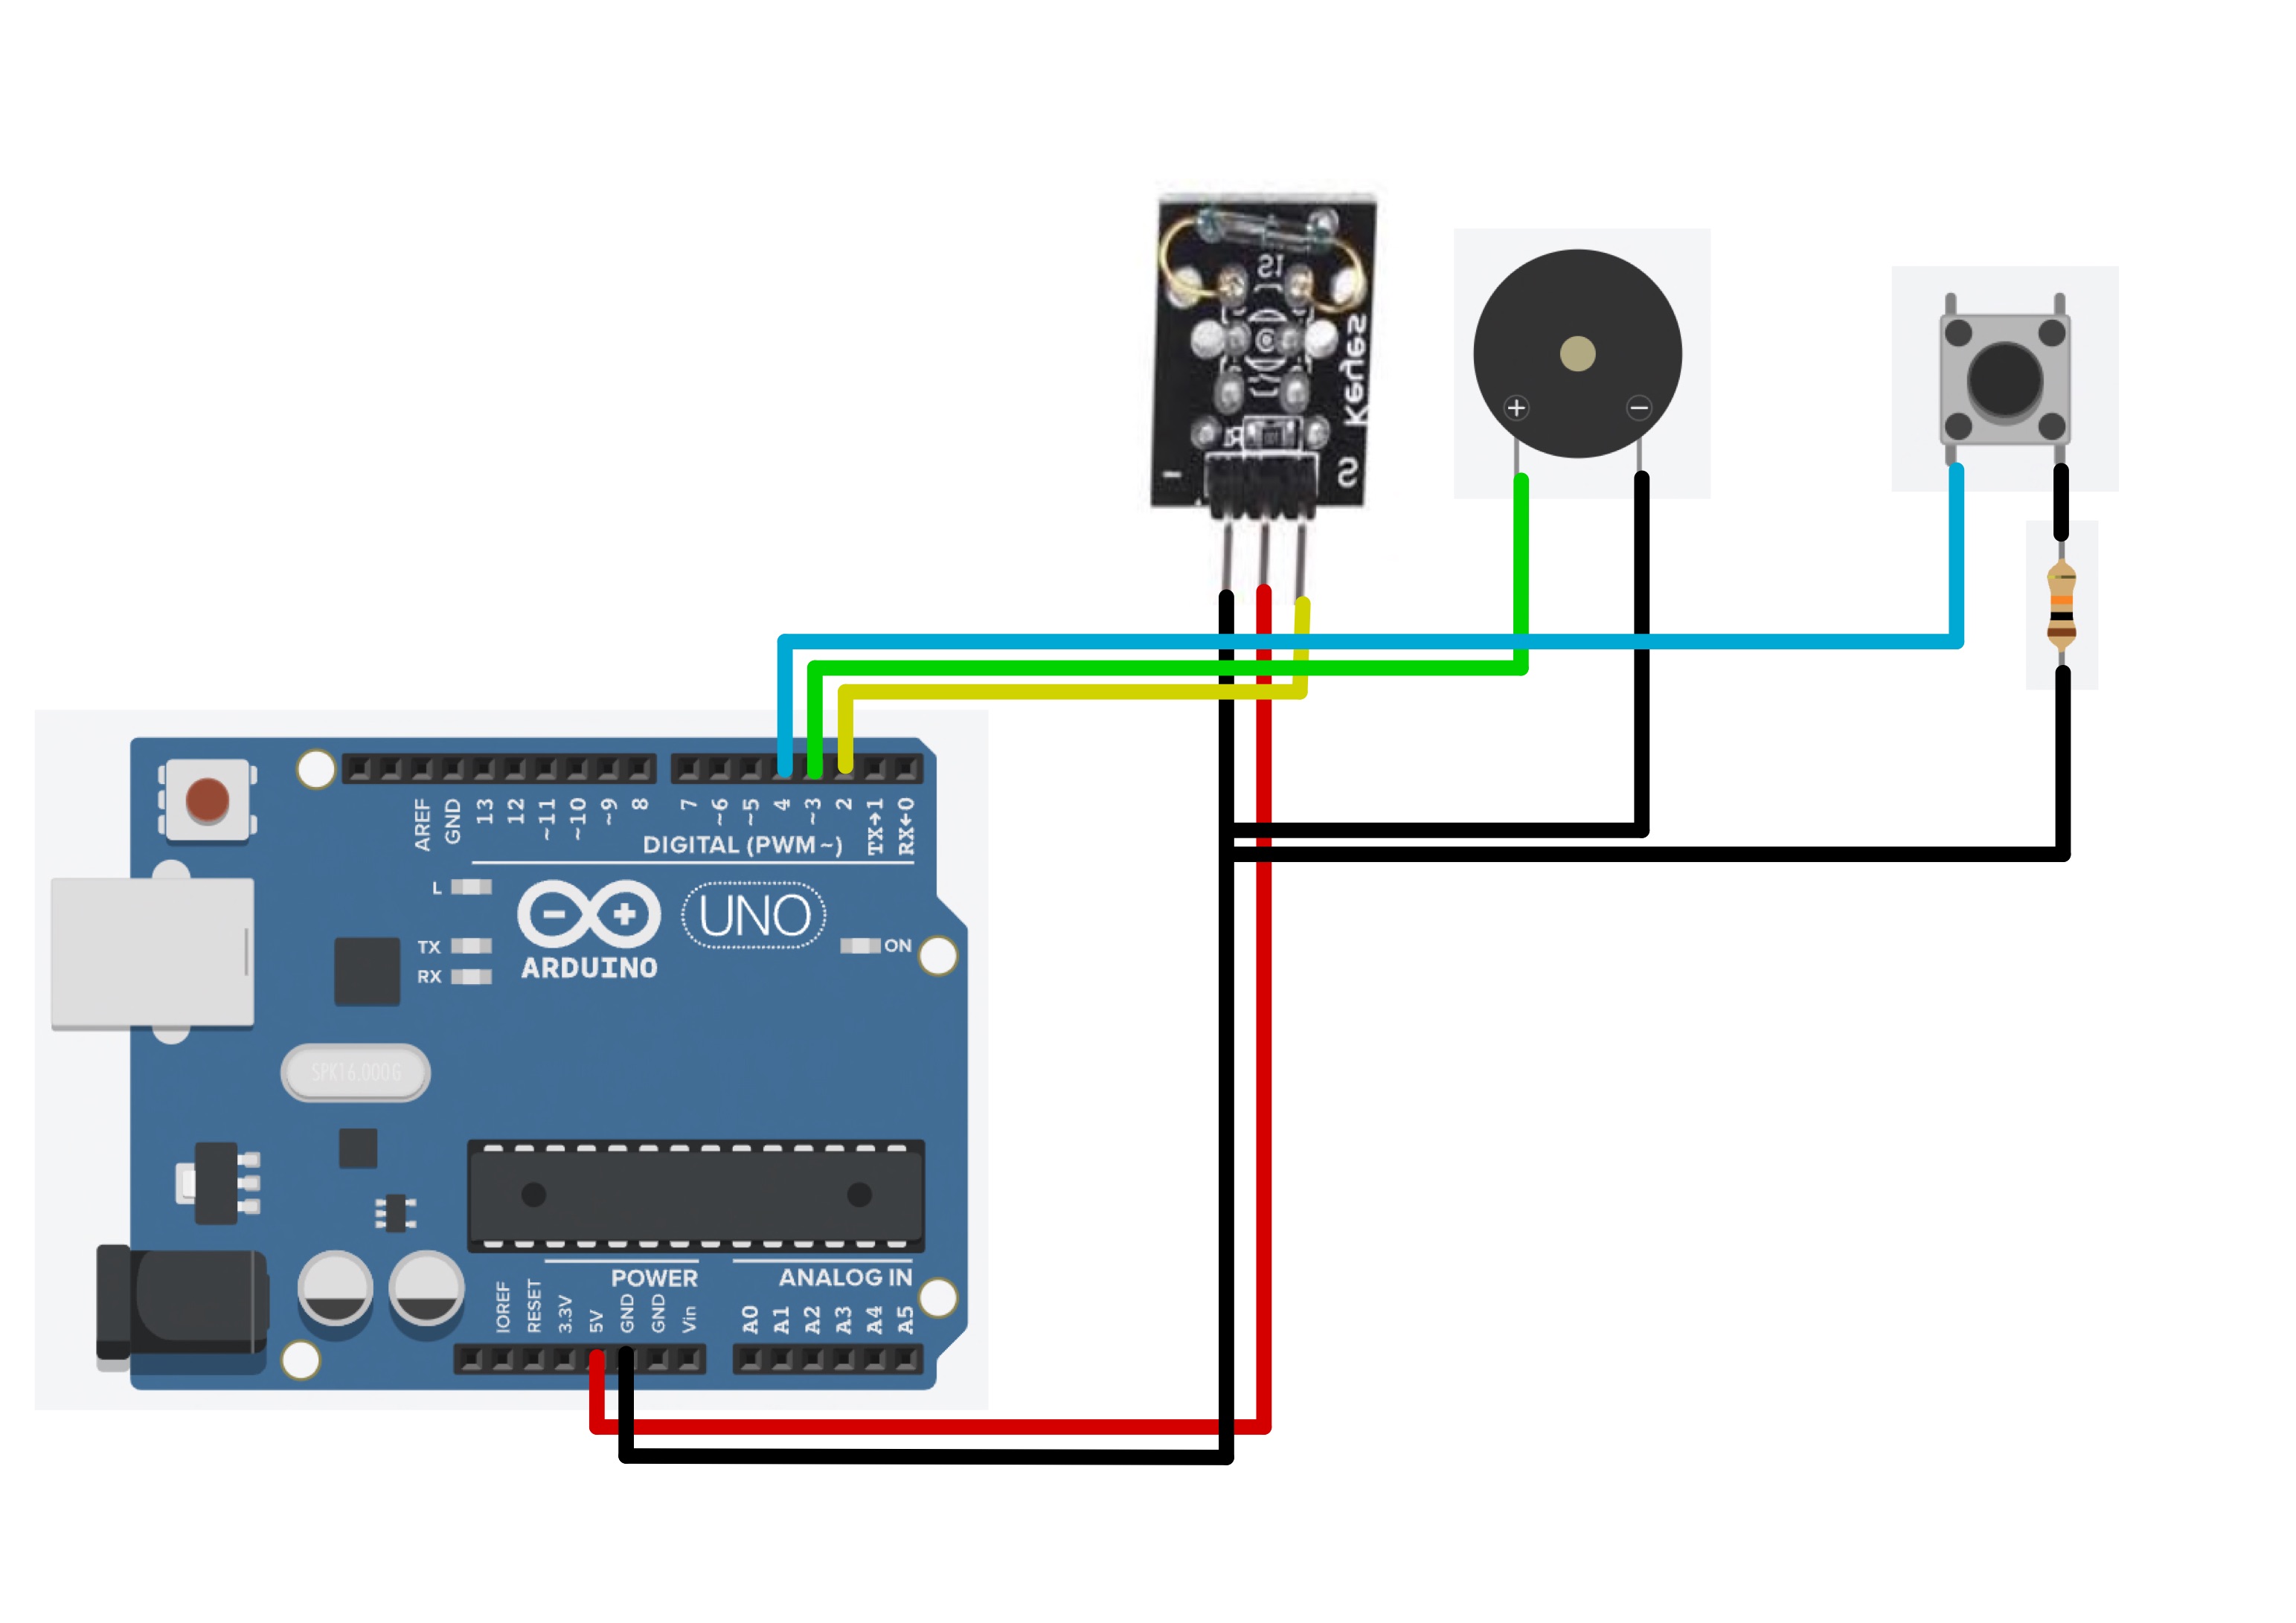 S1
Keyes
- S
+ -
AREF
GND
13
12
~11
~10
~9
8
7
~6
~5
4
~3
2
TX→1
RX←0
DIGITAL (PWM~)
L
TX
RX
UNO
ARDUINO
ON
SPK16.000G
POWER
ANALOG IN
IOREF
RESET
3.3V
5V
GND
GND
Vin
A0
A1
A2
A3
A4
A5